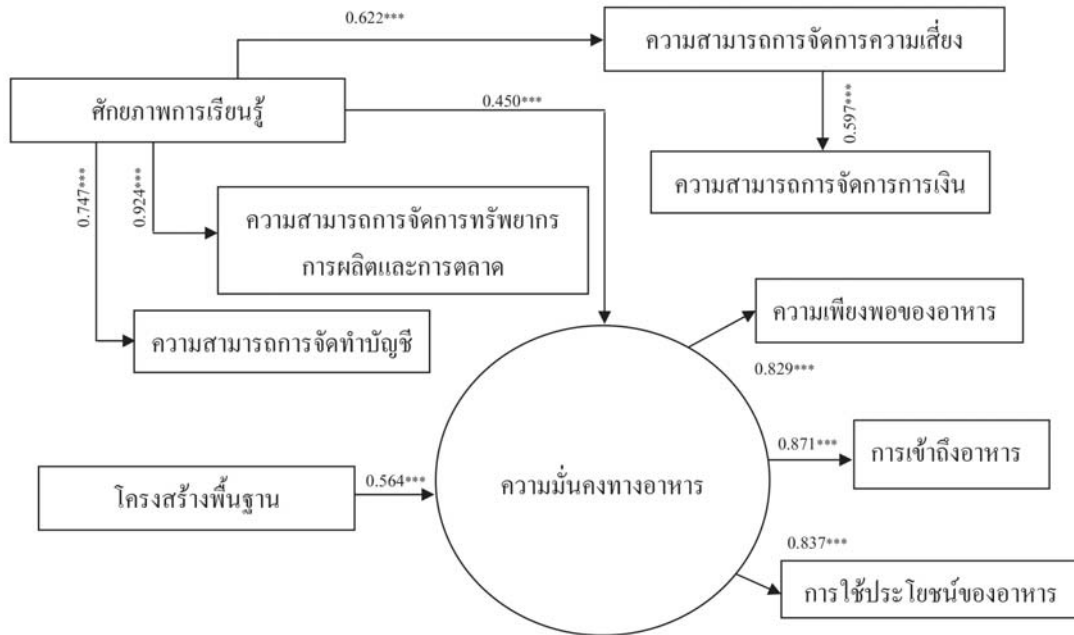 0.622***
ความสามารถการจัดการความเสี่ยง
ศักยภาพการเรียนรู้
0.450***
0.597***
ความสามารถการจัดการการเงิน
0.747***
0.924***
ความสามารถการจัดการทรัพยากร
การผลิตและการตลาด
ความเพียงพอของอาหาร
ความสามารถการจัดทำบัญชี
0.829***
0.871***
การเข้าถึงอาหาร
โครงสร้างพื้นฐาน
0.564***
ความมั่นคงทางอาหาร
0.837***
การใช้ประโยชน์ของอาหาร